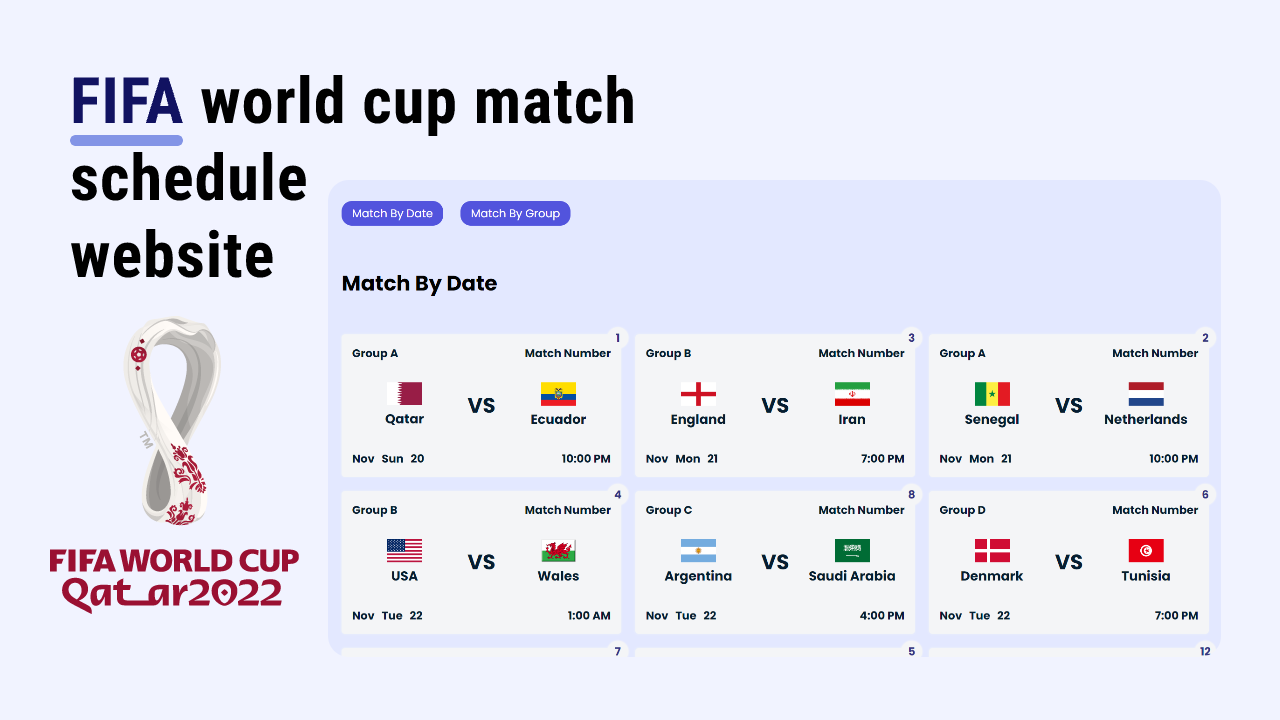 FIFA world cup match
schedule
website
TM
FIFA WORLD CUP
Qatar2022
Match By Date
Match By Group
Match By Date
1
Group A
Match Number
Qatar
VS
Ecuador
Nov Sun 20
10:00 PM
3
Group B
Match Number
England
VS
Iran
Nov Mon 21
7:00 PM
2
Group A
Match Number
Senegal
VS
Netherlands
Nov Mon 21
10:00 PM
4
Group B
Match Number
USA
VS
Wales
Nov Tue 22
1:00 AM
8
Group C
Match Number
Argentina
VS
Saudi Arabia
Nov Tue 22
4:00 PM
6
Group D
Match Number
Denmark
VS
Tunisia
Nov Tue 22
7:00 PM
7
5
12